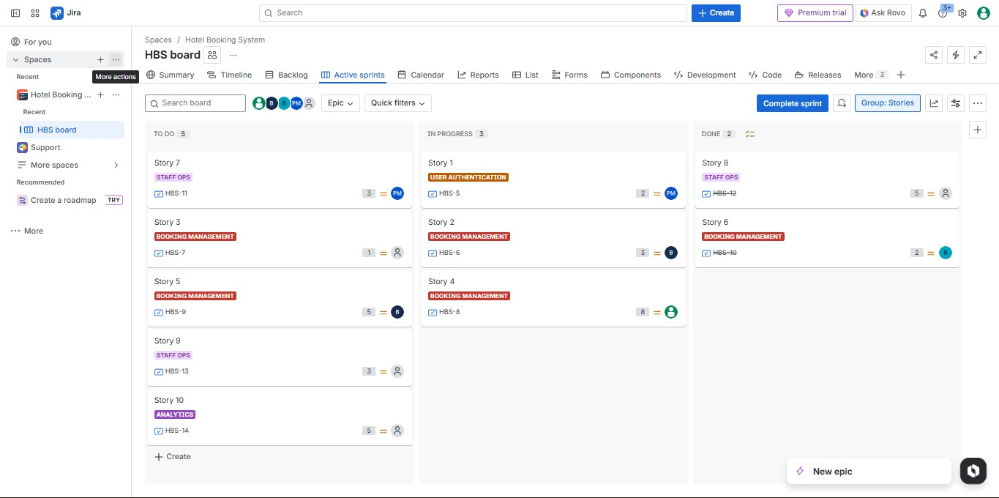 Jira
Search
Create
Premium trial
Ask Rovo
3+
For you
Spaces
More actions
Recent
Hotel Booking ...
Recent
HBS board
Support
More spaces
Recommended
Create a roadmap TRY
More
Spaces / Hotel Booking System
HBS board
Summary Timeline Backlog Active sprints Calendar Reports List Forms Components Development Code Releases More 3
Search board
B B PM
Epic
Quick filters
Complete sprint
Group: Stories
TO DO 5
Story 7
STAFF OPS
HBS-11 3 PM
Story 3
BOOKING MANAGEMENT
HBS-7 1
Story 5
BOOKING MANAGEMENT
HBS-9 5 B
Story 9
STAFF OPS
HBS-13 3
Story 10
ANALYTICS
HBS-14 5
Create
IN PROGRESS 3
Story 1
USER AUTHENTICATION
HBS-5 2 PM
Story 2
BOOKING MANAGEMENT
HBS-6 3 B
Story 4
BOOKING MANAGEMENT
HBS-8 8
DONE 2
Story 8
STAFF OPS
HBS-12 5
Story 6
BOOKING MANAGEMENT
HBS-10 2 B
New epic